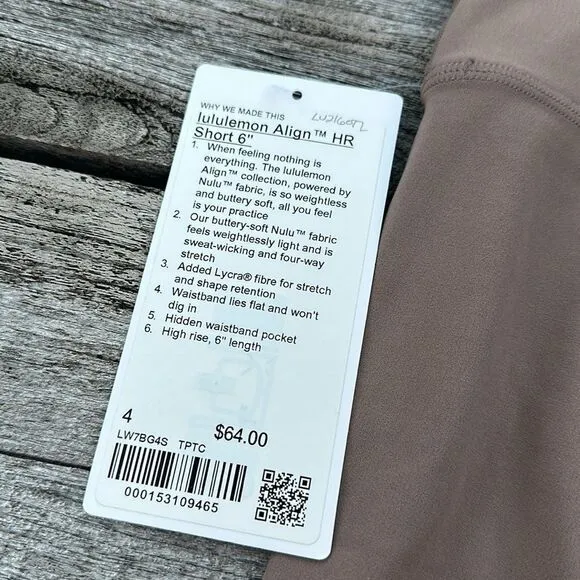 WHY WE MADE THIS
lululemon Align™ HR
Short 6"
1. When feeling nothing is
everything. The lululemon
Align™ collection, powered by
Nulu™ fabric, is so weightless
and buttery soft, all you feel
is your practice
2. Our buttery-soft Nulu™ fabric
feels weightlessly light and is
sweat-wicking and four-way
stretch
3. Added Lycra® fibre for stretch
and shape retention
4. Waistband lies flat and won't
dig in
5. Hidden waistband pocket
6. High rise, 6" length
4
$64.00
LW7BG4S TPTC
000153109465